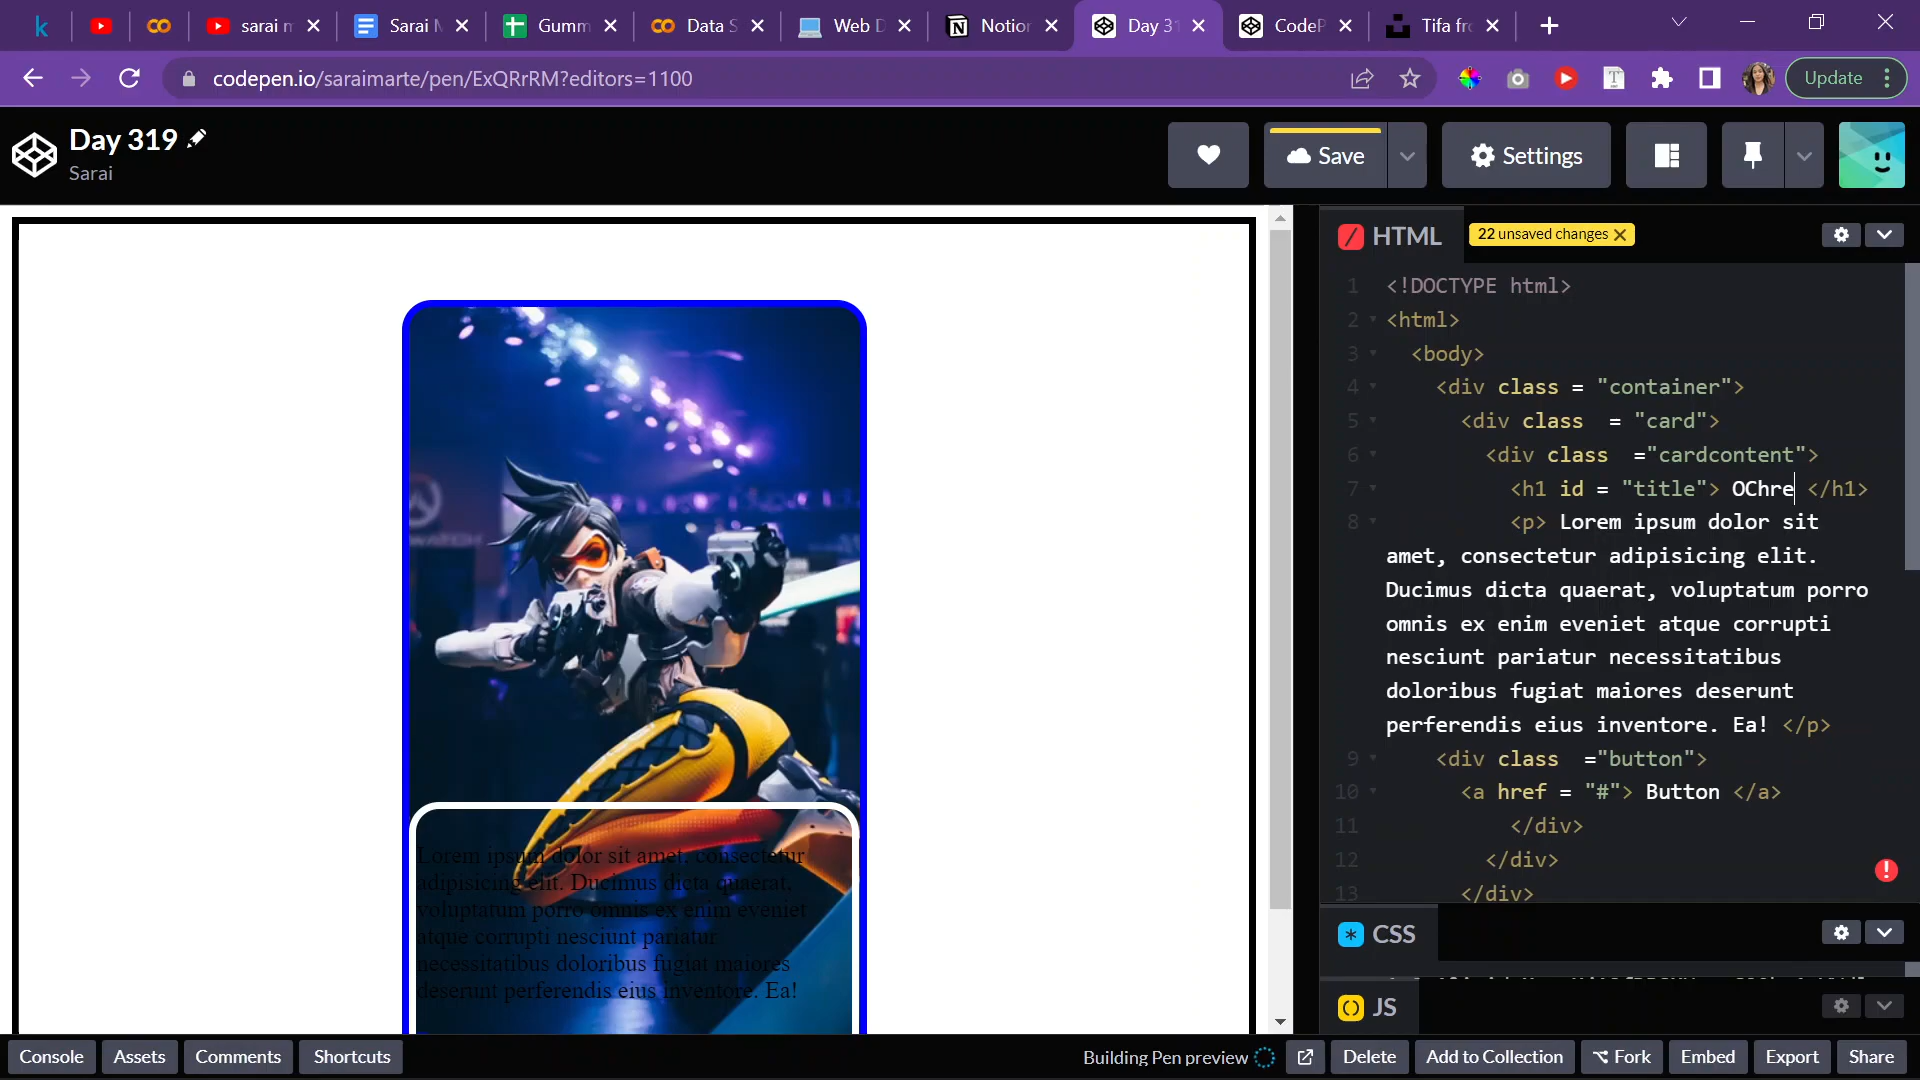 sarai m
Sarai M
Gumm
Data S
Web D
Notion
Day 31
CodeP
Tifa fro
codepen.io/saraimarte/pen/ExQRrRM?editors=1100
Update
Day 319
Sarai
Save
Settings
HTML
22 unsaved changes
1 <!DOCTYPE html>
2 <html>
3 <body>
4 <div class = "container">
5 <div class  = "card">
6 <div class  ="cardcontent">
7 <h1 id = "title"> OChre </h1>
8 <p> Lorem ipsum dolor sit
amet, consectetur adipisicing elit.
Ducimus dicta quaerat, voluptatum porro
omnis ex enim eveniet atque corrupti
nesciunt pariatur necessitatibus
doloribus fugiat maiores deserunt
perferendis eius inventore. Ea! </p>
9 <div class  ="button">
10 <a href = "#"> Button </a>
11 </div>
12 </div>
13 </div>
Lorem ipsum dolor sit amet, consectetur
adipisicing elit. Ducimus dicta quaerat,
voluptatum porro omnis ex enim eveniet
atque corrupti nesciunt pariatur
necessitatibus doloribus fugiat maiores
deserunt perferendis eius inventore. Ea!
CSS
JS
Console
Assets
Comments
Shortcuts
Building Pen preview
Delete
Add to Collection
Fork
Embed
Export
Share